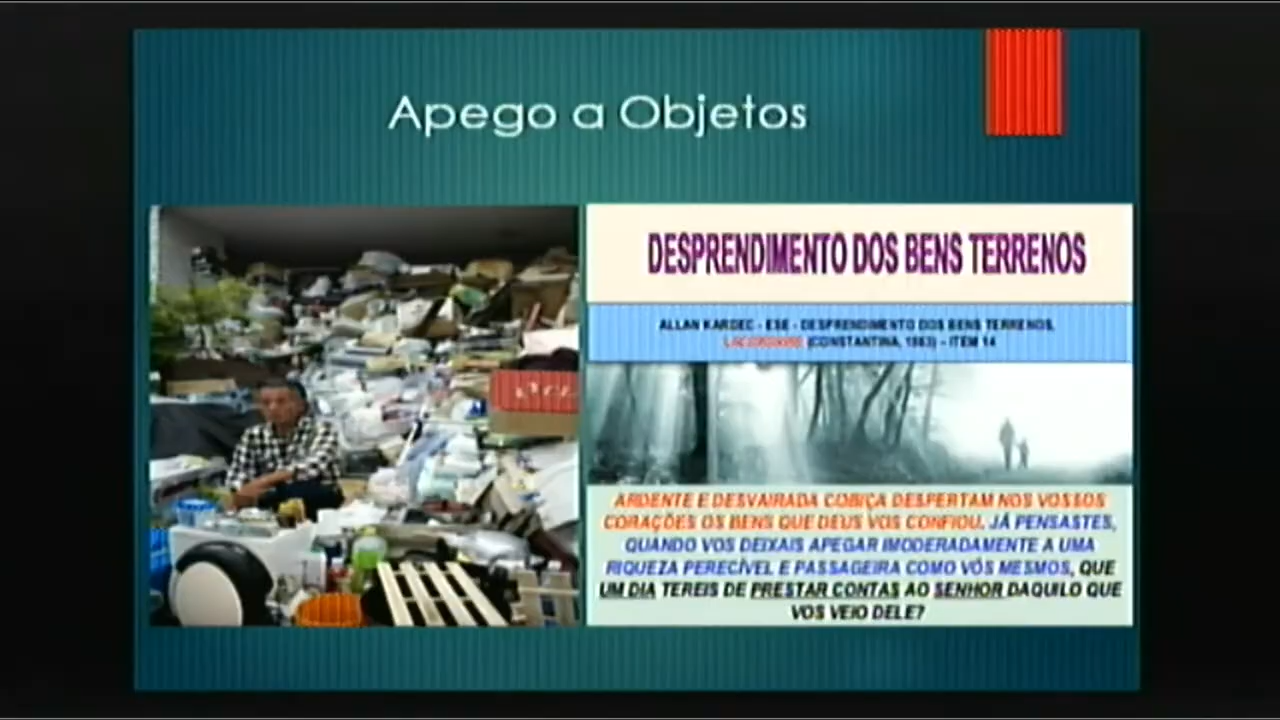 Apego a Objetos
DESPRENDIMENTO DOS BENS TERRENOS
ALLAN KARDEC - ESE - DESPRENDIMENTO DOS BENS TERRENOS,
LACORDAIRE (CONSTANTINA, 1863) – ITEM 14
ARDENTE E DESVAIRADA COBIÇA DESPERTAM NOS VOSSOS
CORAÇÕES OS BENS QUE DEUS VOS CONFIOU. JÁ PENSASTES,
QUANDO VOS DEIXAIS APEGAR IMODERADAMENTE A UMA
RIQUEZA PERECÍVEL E PASSAGEIRA COMO VÓS MESMOS, QUE
UM DIA TEREIS DE PRESTAR CONTAS AO SENHOR DAQUILO QUE
VOS VEIO DELE?